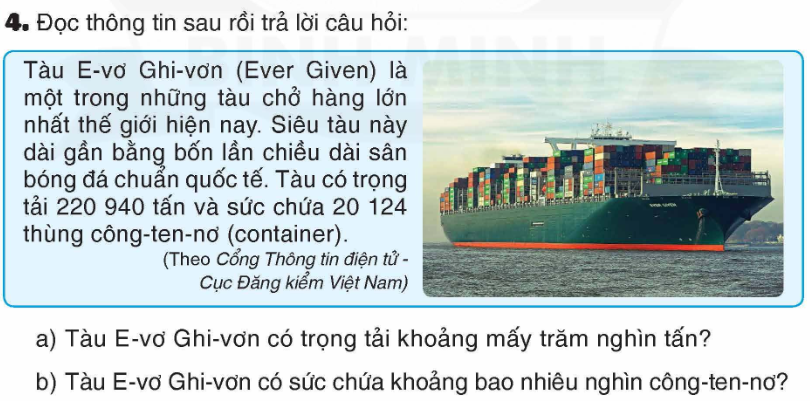 4. Đọc thông tin sau rồi trả lời câu hỏi:
Tàu E-vơ Ghi-vơn (Ever Given) là
một trong những tàu chở hàng lớn
nhất thế giới hiện nay. Siêu tàu này
dài gần bằng bốn lần chiều dài sân
bóng đá chuẩn quốc tế. Tàu có trọng
tải 220 940 tấn và sức chứa 20 124
thùng công-ten-nơ (container).
(Theo Cổng Thông tin điện tử -
Cục Đăng kiểm Việt Nam)
a) Tàu E-vơ Ghi-vơn có trọng tải khoảng mấy trăm nghìn tấn?
b) Tàu E-vơ Ghi-vơn có sức chứa khoảng bao nhiêu nghìn công-ten-nơ?